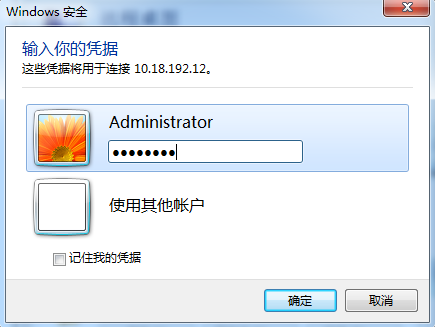 Windows 安全
输入你的凭据
这些凭据将用于连接 10.18.192.12。
Administrator
●●●●●●●●
使用其他帐户
记住我的凭据
确定
取消